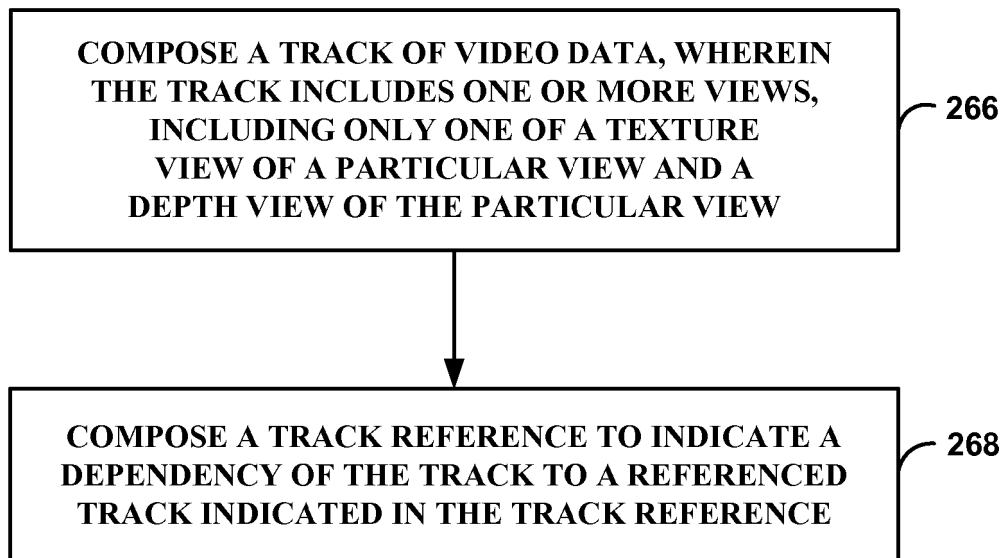 COMPOSE A TRACK OF VIDEO DATA, WHEREIN
THE TRACK INCLUDES ONE OR MORE VIEWS,
INCLUDING ONLY ONE OF A TEXTURE
VIEW OF A PARTICULAR VIEW AND A
DEPTH VIEW OF THE PARTICULAR VIEW
266
COMPOSE A TRACK REFERENCE TO INDICATE A
DEPENDENCY OF THE TRACK TO A REFERENCED
TRACK INDICATED IN THE TRACK REFERENCE
268